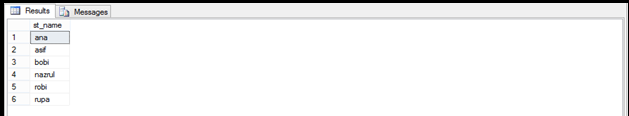 Results Messages
st_name
1 ana
2 asif
3 bobi
4 nazrul
5 robi
6 rupa